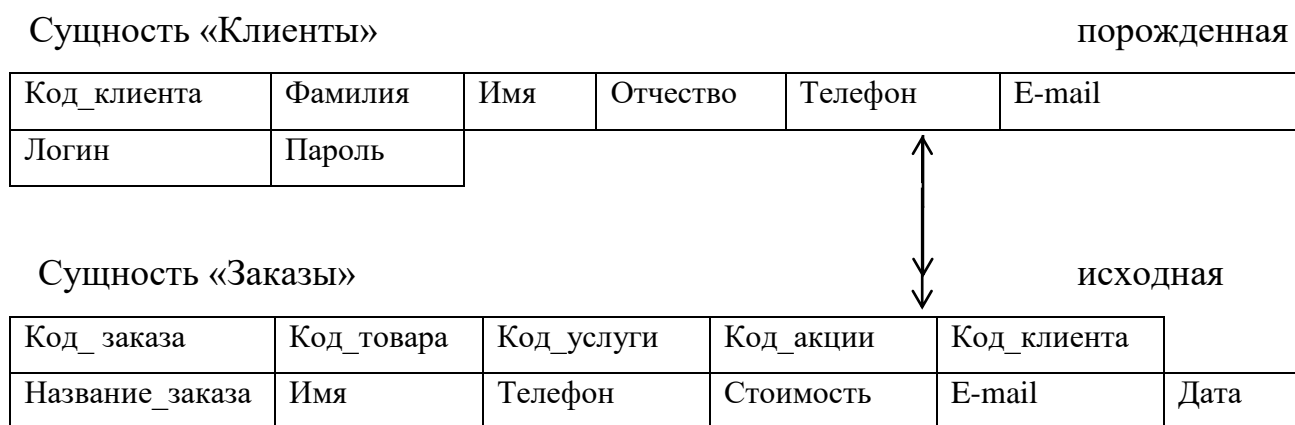 Сущность «Клиенты» порожденная
Код_клиента Фамилия Имя Отчество Телефон E-mail
Логин Пароль
Сущность «Заказы» исходная
Код_ заказа Код_товара Код_услуги Код_акции Код_клиента
Название_заказа Имя Телефон Стоимость E-mail Дата